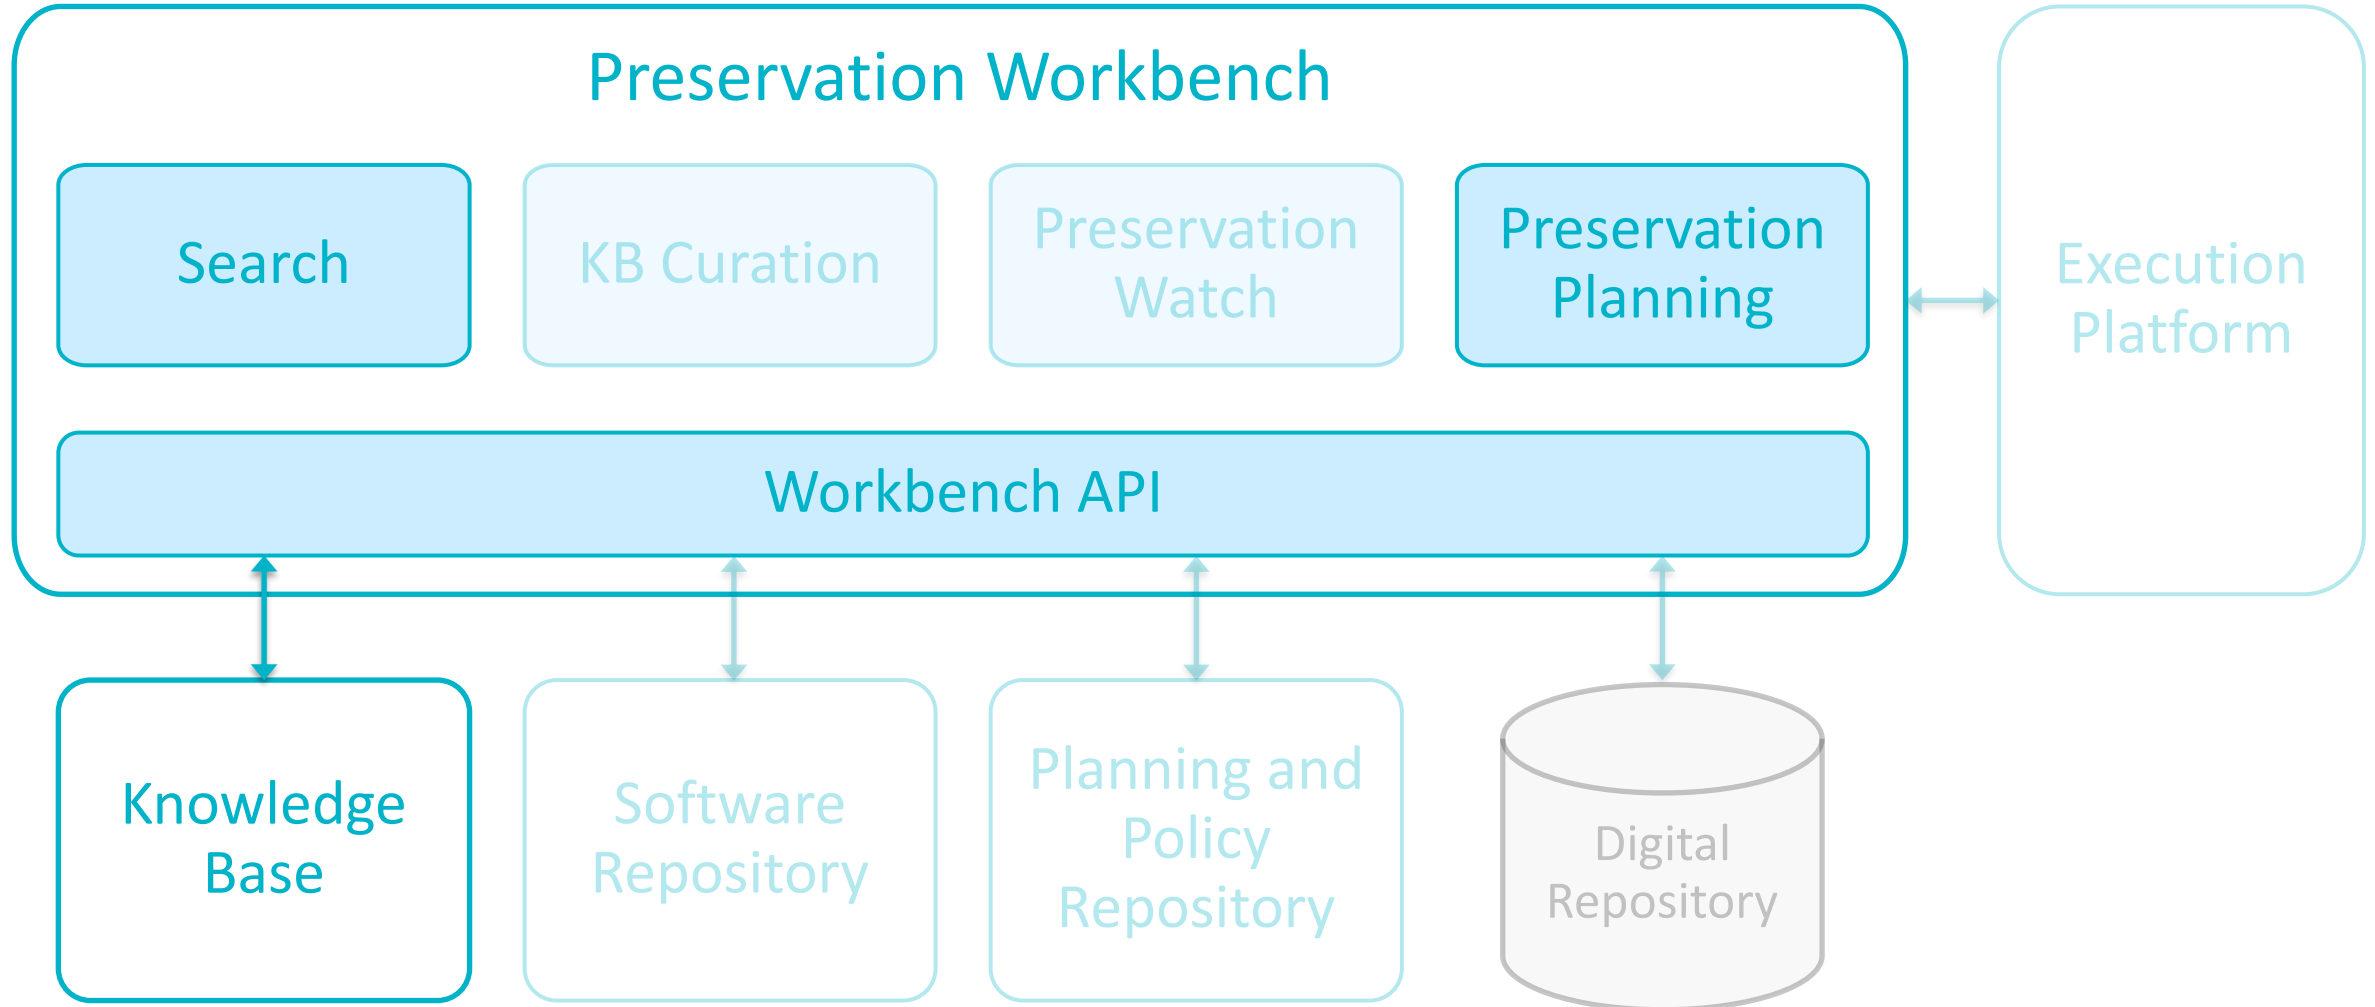 Preservation Workbench
Search
KB Curation
Preservation
Watch
Preservation
Planning
Execution
Platform
Workbench API
Knowledge
Base
Software
Repository
Planning and
Policy
Repository
Digital
Repository